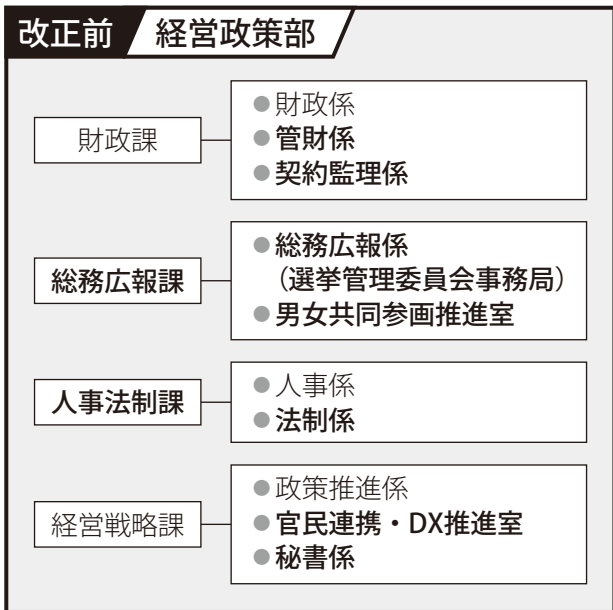 改正前 経営政策部
財政課
●財政係
●管財係
●契約監理係
総務広報課
●総務広報係
（選挙管理委員会事務局）
●男女共同参画推進室
人事法制課
●人事係
●法制係
経営戦略課
●政策推進係
●官民連携・DX推進室
●秘書係